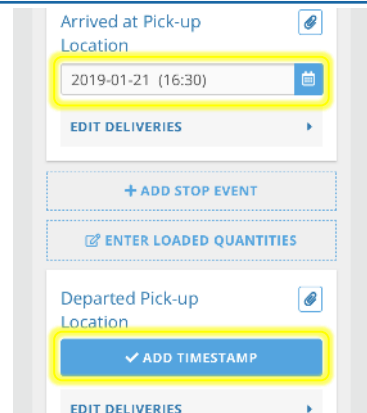 Arrived at Pick-up
Location
2019-01-21 (16:30)
EDIT DELIVERIES
+ ADD STOP EVENT
ENTER LOADED QUANTITIES
Departed Pick-up
Location
✓ ADD TIMESTAMP
EDIT DELIVERIES